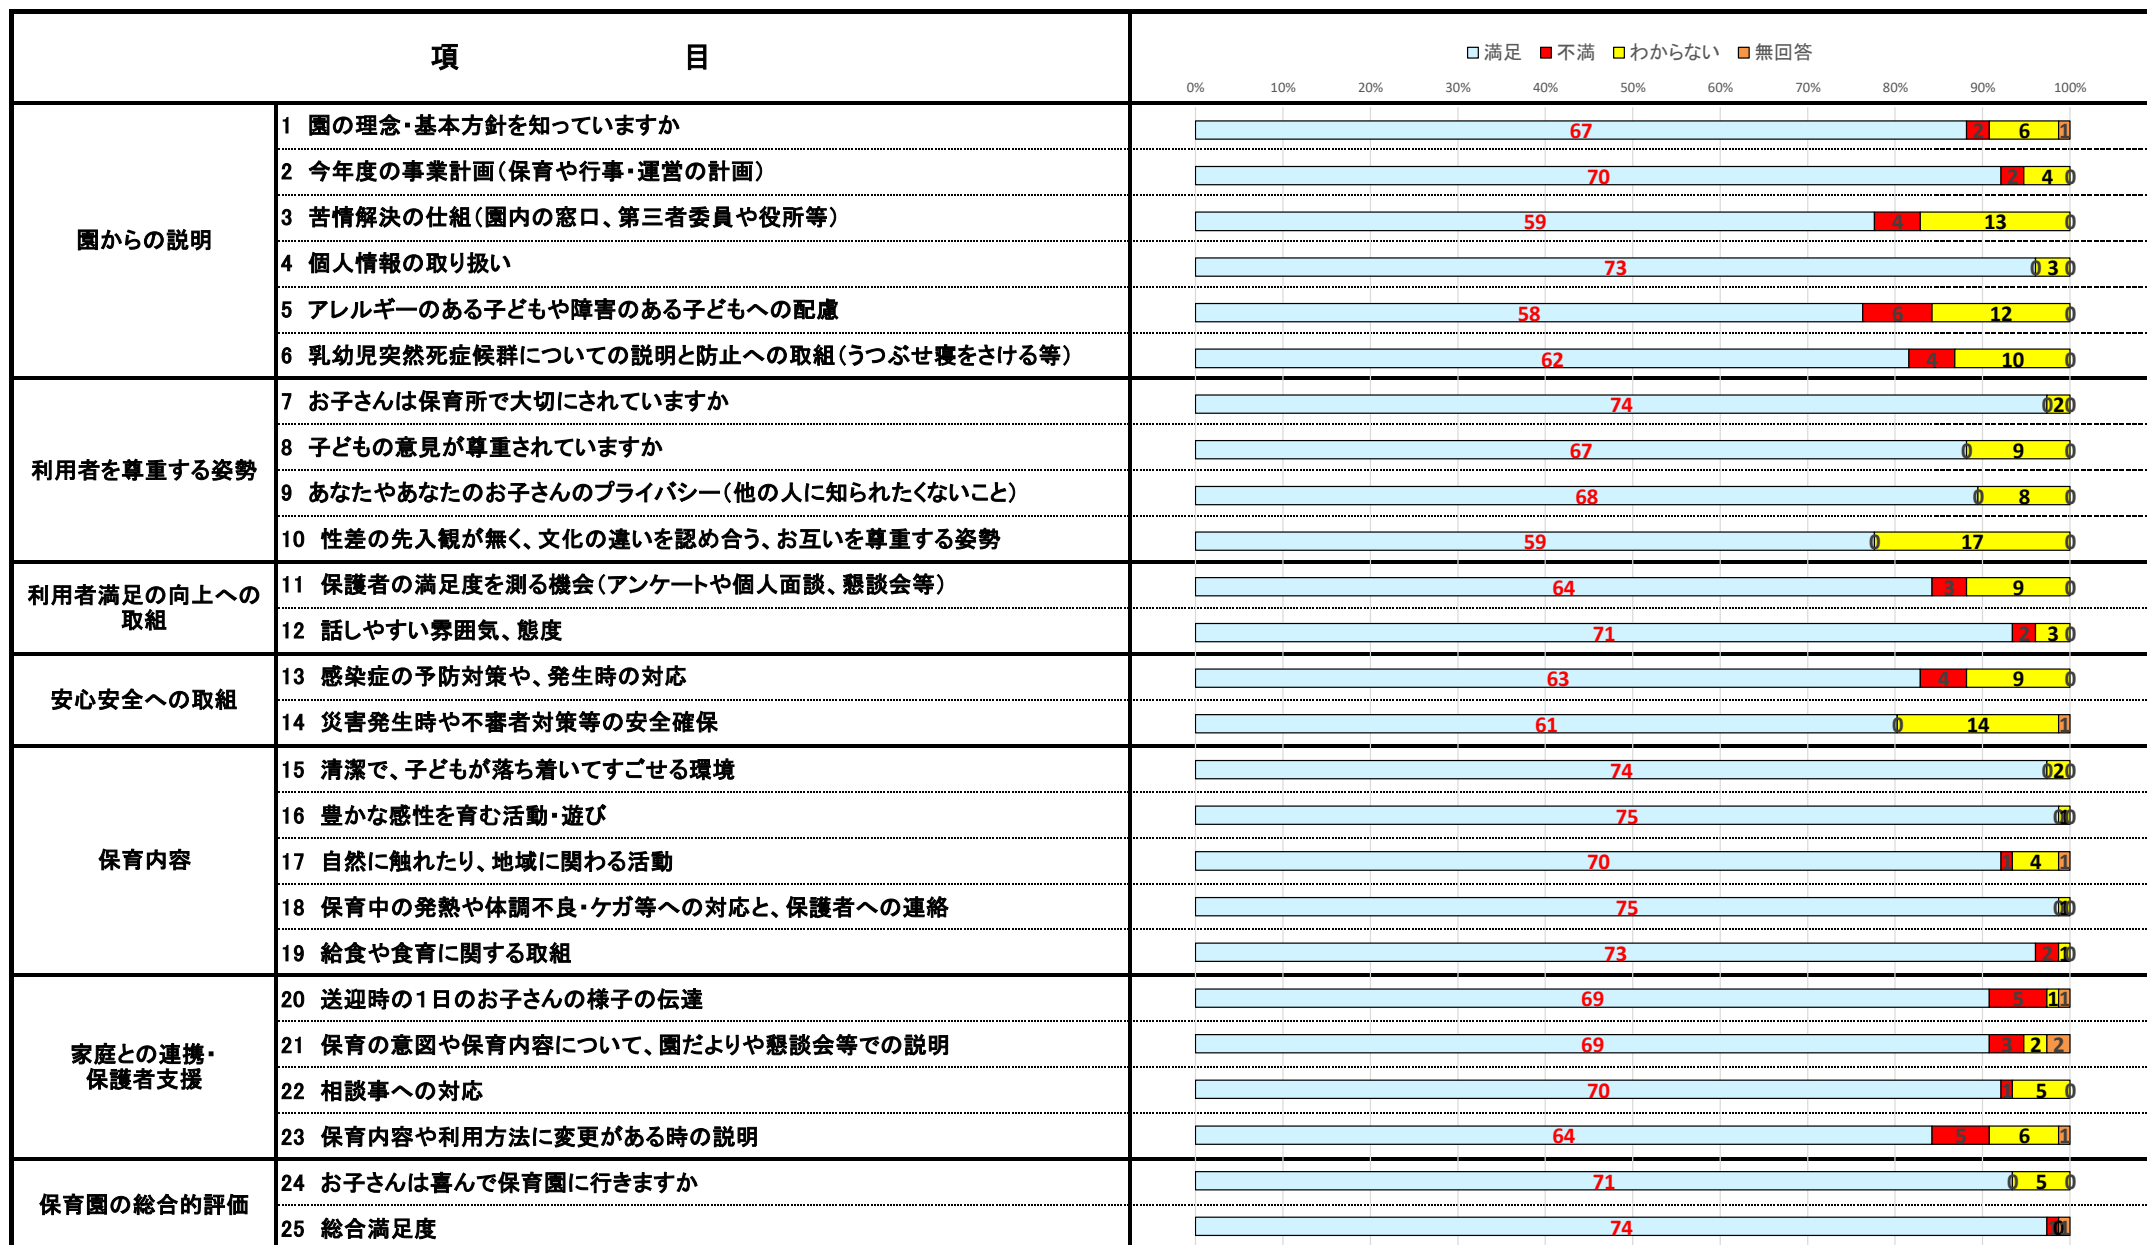 項 目
満足 不満 わからない 無回答
0% 10% 20% 30% 40% 50% 60% 70% 80% 90% 100%
園からの説明
1 園の理念・基本方針を知っていますか 67 2 6 1
2 今年度の事業計画（保育や行事・運営の計画） 70 2 4 0
3 苦情解決の仕組（園内の窓口、第三者委員や役所等） 59 4 13 0
4 個人情報の取り扱い 73 0 3 0
5 アレルギーのある子どもや障害のある子どもへの配慮 58 6 12 0
6 乳幼児突然死症候群についての説明と防止への取組（うつぶせ寝をさける等） 62 4 10 0
利用者を尊重する姿勢
7 お子さんは保育所で大切にされていますか 74 0 2 0
8 子どもの意見が尊重されていますか 67 0 9 0
9 あなたやあなたのお子さんのプライバシー（他の人に知られたくないこと） 68 0 8 0
10 性差の先入観が無く、文化の違いを認め合う、お互いを尊重する姿勢 59 0 17 0
利用者満足の向上への
取組
11 保護者の満足度を測る機会（アンケートや個人面談、懇談会等） 64 3 9 0
12 話しやすい雰囲気、態度 71 2 3 0
安心安全への取組
13 感染症の予防対策や、発生時の対応 63 4 9 0
14 災害発生時や不審者対策等の安全確保 61 0 14 1
保育内容
15 清潔で、子どもが落ち着いてすごせる環境 74 0 2 0
16 豊かな感性を育む活動・遊び 75 0 1 0
17 自然に触れたり、地域に関わる活動 70 1 4 1
18 保育中の発熱や体調不良・ケガ等への対応と、保護者への連絡 75 0 1 0
19 給食や食育に関する取組 73 2 1 0
家庭との連携・
保護者支援
20 送迎時の１日のお子さんの様子の伝達 69 5 1 1
21 保育の意図や保育内容について、園だよりや懇談会等での説明 69 3 2 2
22 相談事への対応 70 1 5 0
23 保育内容や利用方法に変更がある時の説明 64 5 6 1
保育園の総合的評価
24 お子さんは喜んで保育園に行きますか 71 0 5 0
25 総合満足度 74 1 0 1